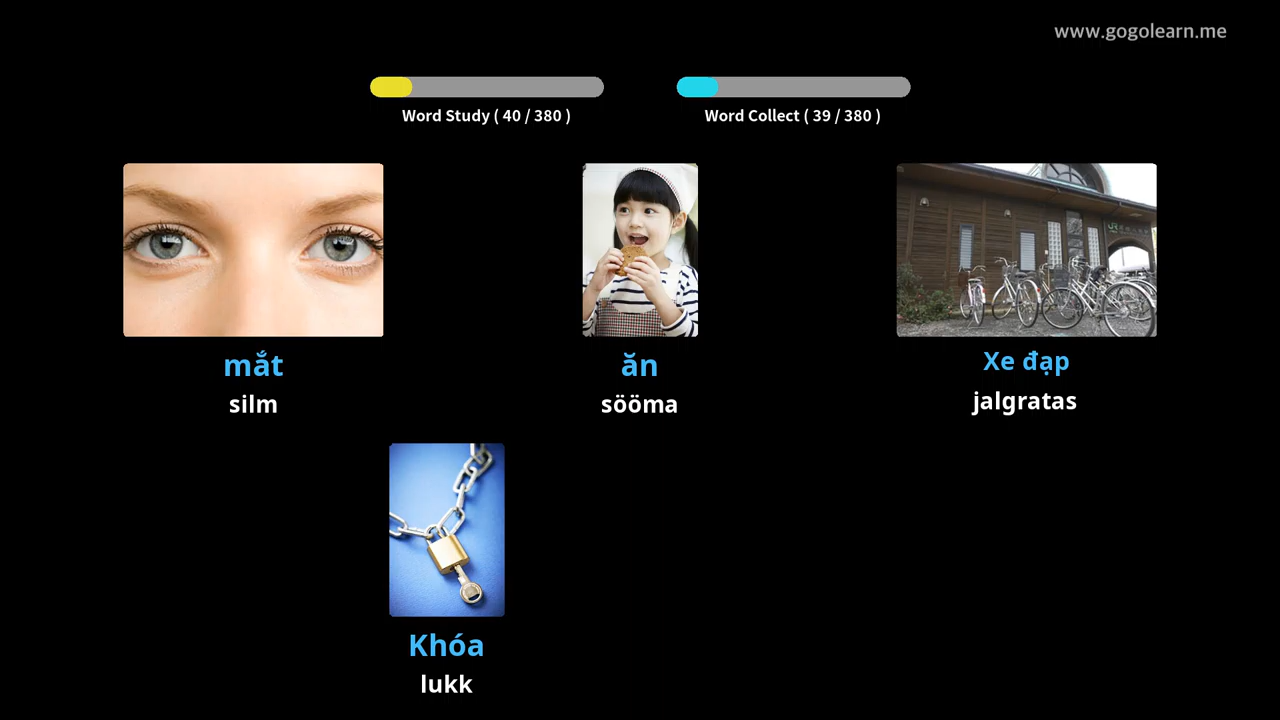 www.gogolearn.me
Word Study ( 40 / 380 )
Word Collect ( 39 / 380 )
mắt
silm
ăn
sööma
Xe đạp
jalgratas
Khóa
lukk